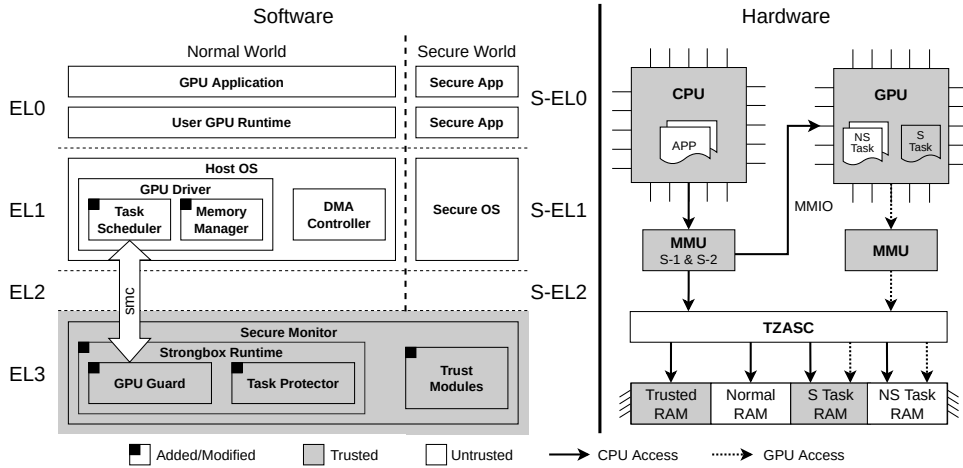 Software
Hardware
Normal World
Secure World
EL0
GPU Application
Secure App
S-EL0
User GPU Runtime
Secure App
EL1
Host OS
GPU Driver
Task
Scheduler
Memory
Manager
DMA
Controller
Secure OS
S-EL1
EL2
smc
S-EL2
EL3
Secure Monitor
Strongbox Runtime
GPU Guard
Task Protector
Trust
Modules
CPU
APP
GPU
NS
Task
S
Task
MMIO
MMU
S-1 & S-2
MMU
TZASC
Trusted
RAM
Normal
RAM
S Task
RAM
NS Task
RAM
Added/Modified
Trusted
Untrusted
CPU Access
GPU Access